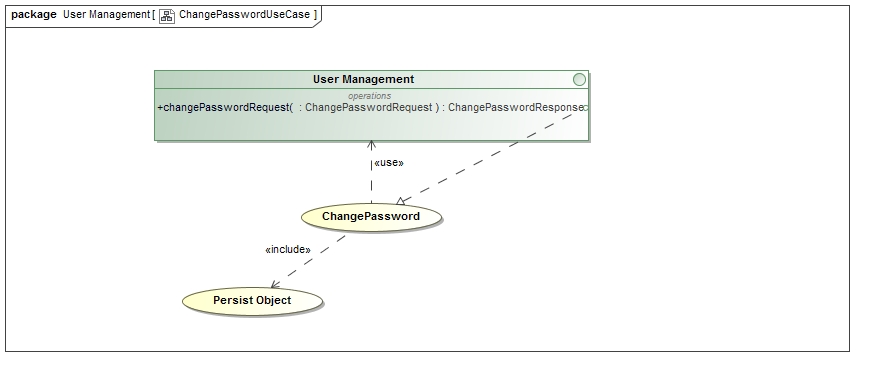 package User Management[ ChangePasswordUseCase ]
User Management
operations
+changePasswordRequest( : ChangePasswordRequest ) : ChangePasswordResponse
«use»
ChangePassword
«include»
Persist Object